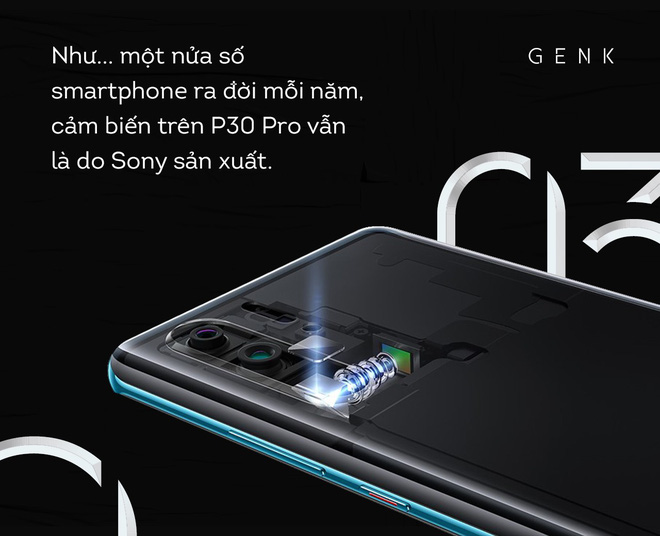 Như... một nửa số
smartphone ra đời mỗi năm,
cảm biến trên P30 Pro vẫn
là do Sony sản xuất.
GENK
03